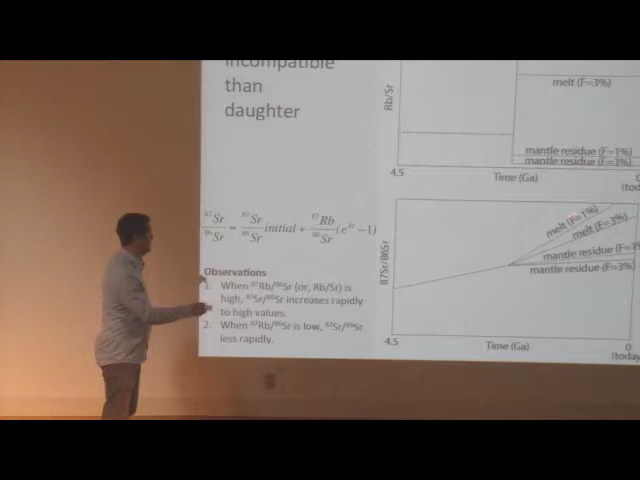 incompatible
than
daughter
Rb/Sr
melt (F=3%)
mantle residue (F=1%)
mantle residue (F=3%)
4.5
Time (Ga)
0
(tod
87Sr/86Sr = 87Sr/86Sr initial + 87Rb/86Sr (e^λt − 1)
Observations
1. When ⁸⁷Rb/⁸⁶Sr (or, Rb/Sr) is
high, ⁸⁷Sr/⁸⁶Sr increases rapidly
to high values.
2. When ⁸⁷Rb/⁸⁶Sr is low, ⁸⁷Sr/⁸⁶Sr
less rapidly.
87Sr/86Sr
melt (F=1%)
melt (F=3%)
mantle residue (F=1%
mantle residue (F=3%)
4.5
Time (Ga)
0
(today